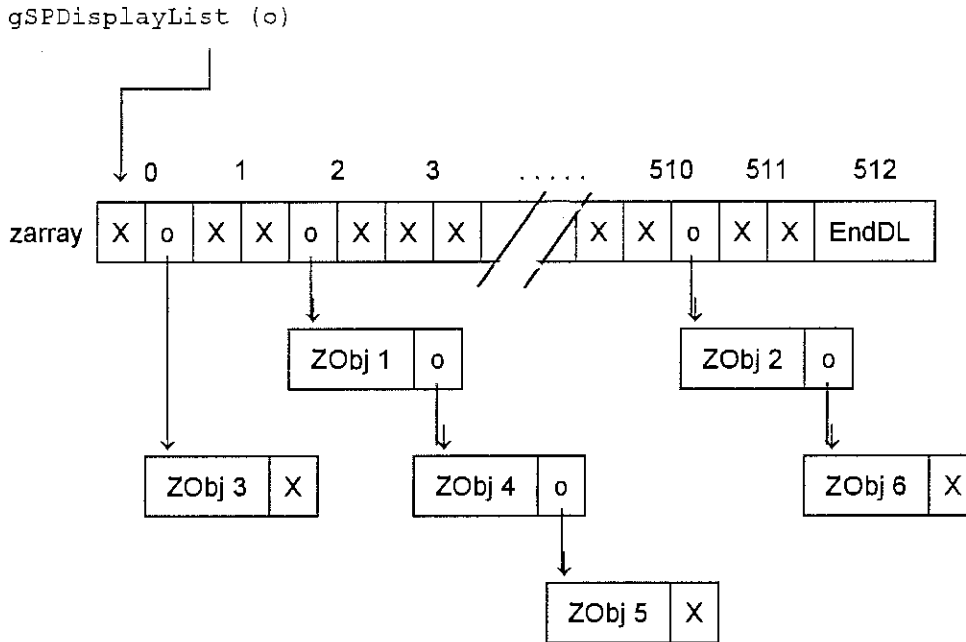 gSPDisplayList (o)
0 1 2 3 ..... 510 511 512
zarray X o X X o X X X X X o X X EndDL
ZObj 1 o ZObj 2 o
ZObj 3 X ZObj 4 o ZObj 6 X
ZObj 5 X